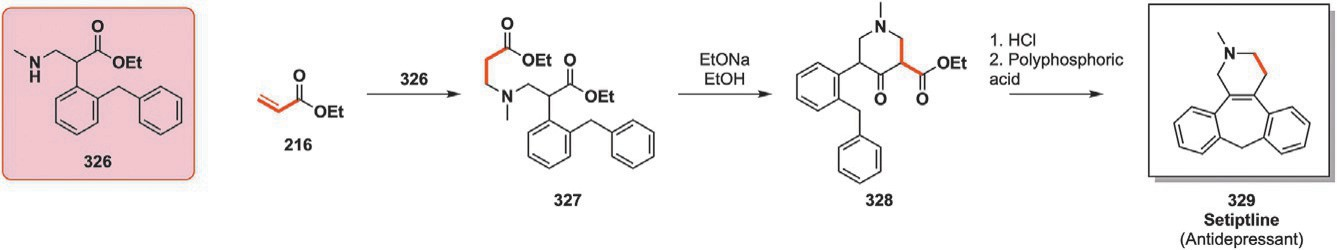 O
N
H
OEt
326
O
OEt
216
326
O
OEt
O
N
OEt
327
EtONa
EtOH
N
OEt
O
O
328
1. HCl
2. Polyphosphoric
acid
N
329
Setiptline
(Antidepressant)